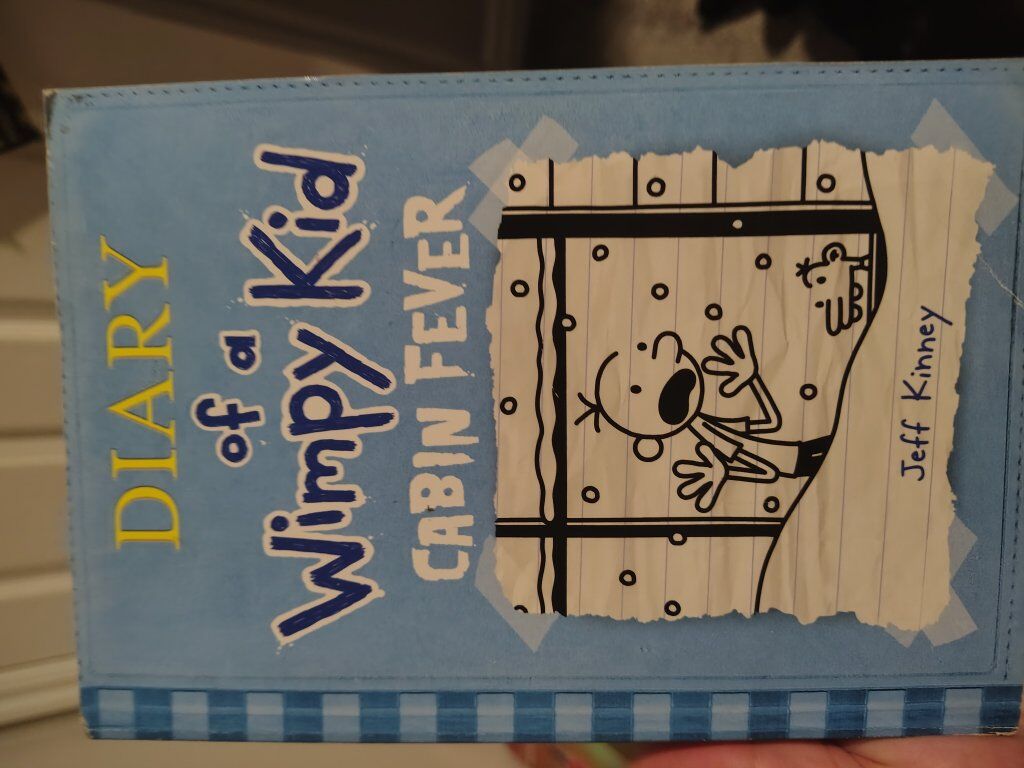 DIARY
of a
Wimpy Kid
CABIN FEVER
Jeff Kinney